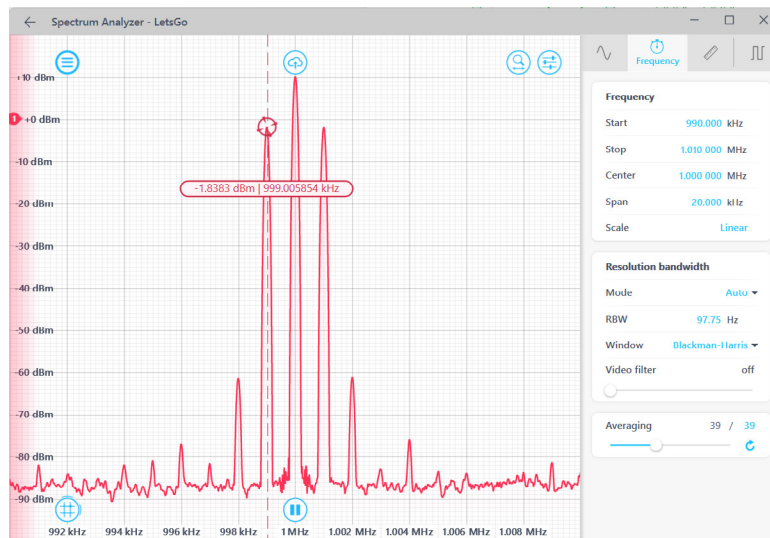 Spectrum Analyzer - LetsGo
Frequency
+10 dBm
1 +0 dBm
-10 dBm
-20 dBm
-30 dBm
-40 dBm
-50 dBm
-60 dBm
-70 dBm
-80 dBm
-90 dBm
-1.8383 dBm | 999.005854 kHz
992 kHz 994 kHz 996 kHz 998 kHz 1 MHz 1.002 MHz 1.004 MHz 1.006 MHz 1.008 MHz
Frequency
Start 990.000 kHz
Stop 1.010 000 MHz
Center 1.000 000 MHz
Span 20.000 kHz
Scale Linear
Resolution bandwidth
Mode Auto
RBW 97.75 Hz
Window Blackman-Harris
Video filter off
Averaging 39 / 39